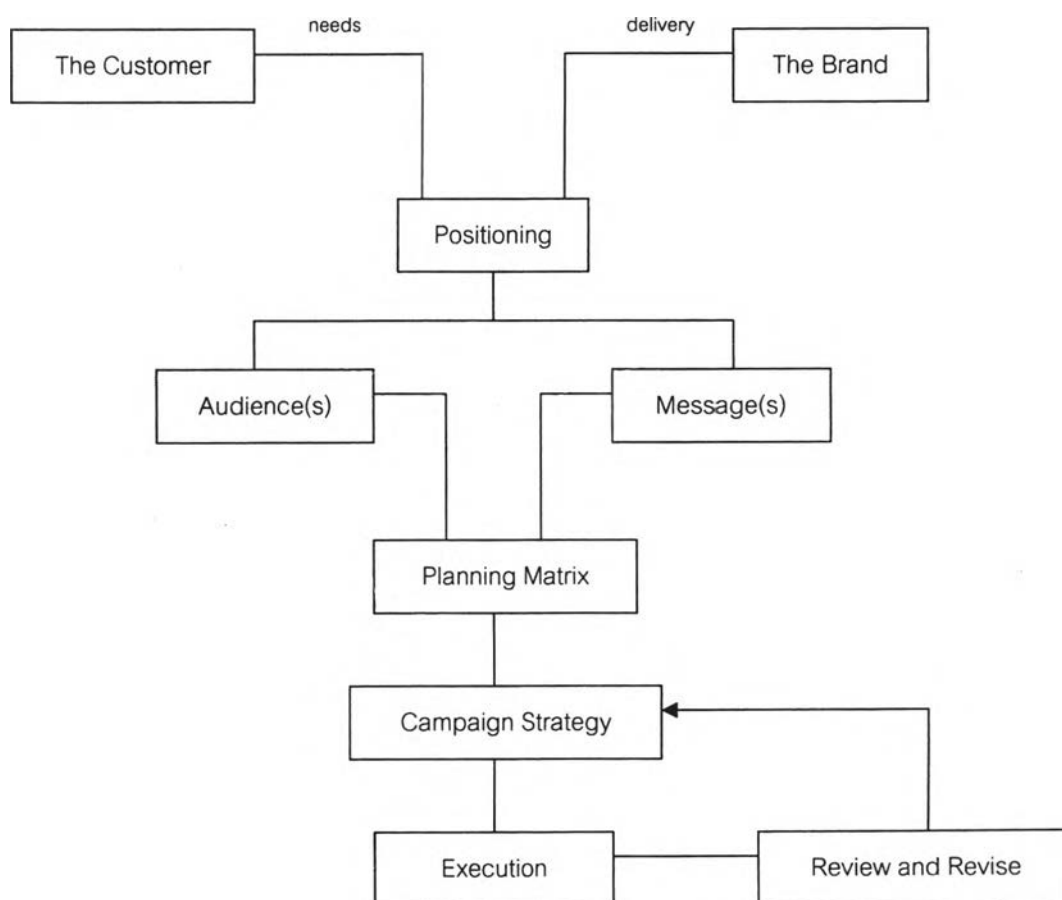 needs
delivery
The Customer
The Brand
Positioning
Audience(s)
Message(s)
Planning Matrix
Campaign Strategy
Execution
Review and Revise